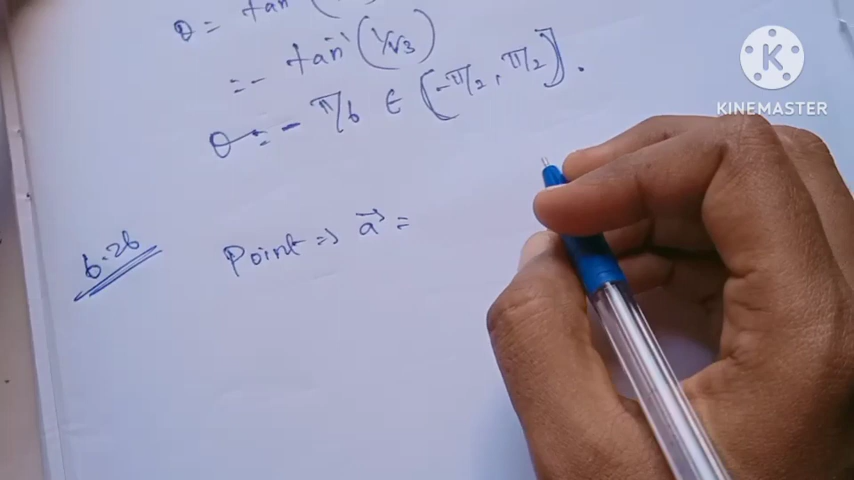 θ = tan
= - tan⁻¹ (1/√3)
θ = - π/6 ∈ [-π/2, π/2].
6.26
Point ⇒ a⃗ =
K
KINEMASTER